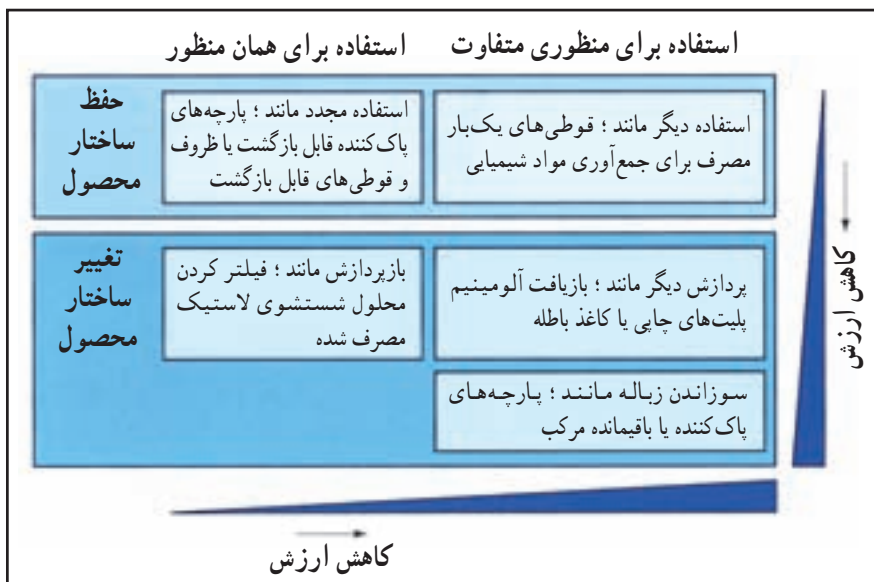 استفاده برای منظوری متفاوت
استفاده برای همان منظور
حفظ
ساختار
محصول
استفاده مجدد مانند ؛ پارچه‌های
پاک‌کننده قابل بازگشت یا ظروف
و قوطی‌های قابل بازگشت
استفاده دیگر مانند ؛ قوطی‌های یک‌بار
مصرف برای جمع‌آوری مواد شیمیایی
تغییر
ساختار
محصول
بازپردازش مانند ؛ فیلتر کردن
محلول شستشوی لاستیک
مصرف شده
پردازش دیگر مانند ؛ بازیافت آلومینیم
پلیت‌های چاپی یا کاغذ باطله
سوزاندن زباله مانند ؛ پارچه‌های
پاک‌کننده یا باقیمانده مرکب
کاهش ارزش
کاهش ارزش